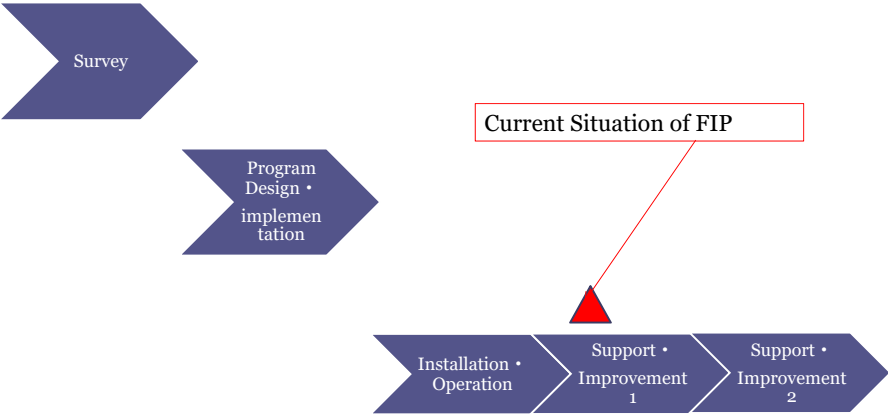 Survey
Current Situation of FIP
Program
Design・
implemen
tation
Installation・
Operation
Support・
Improvement
1
Support・
Improvement
2